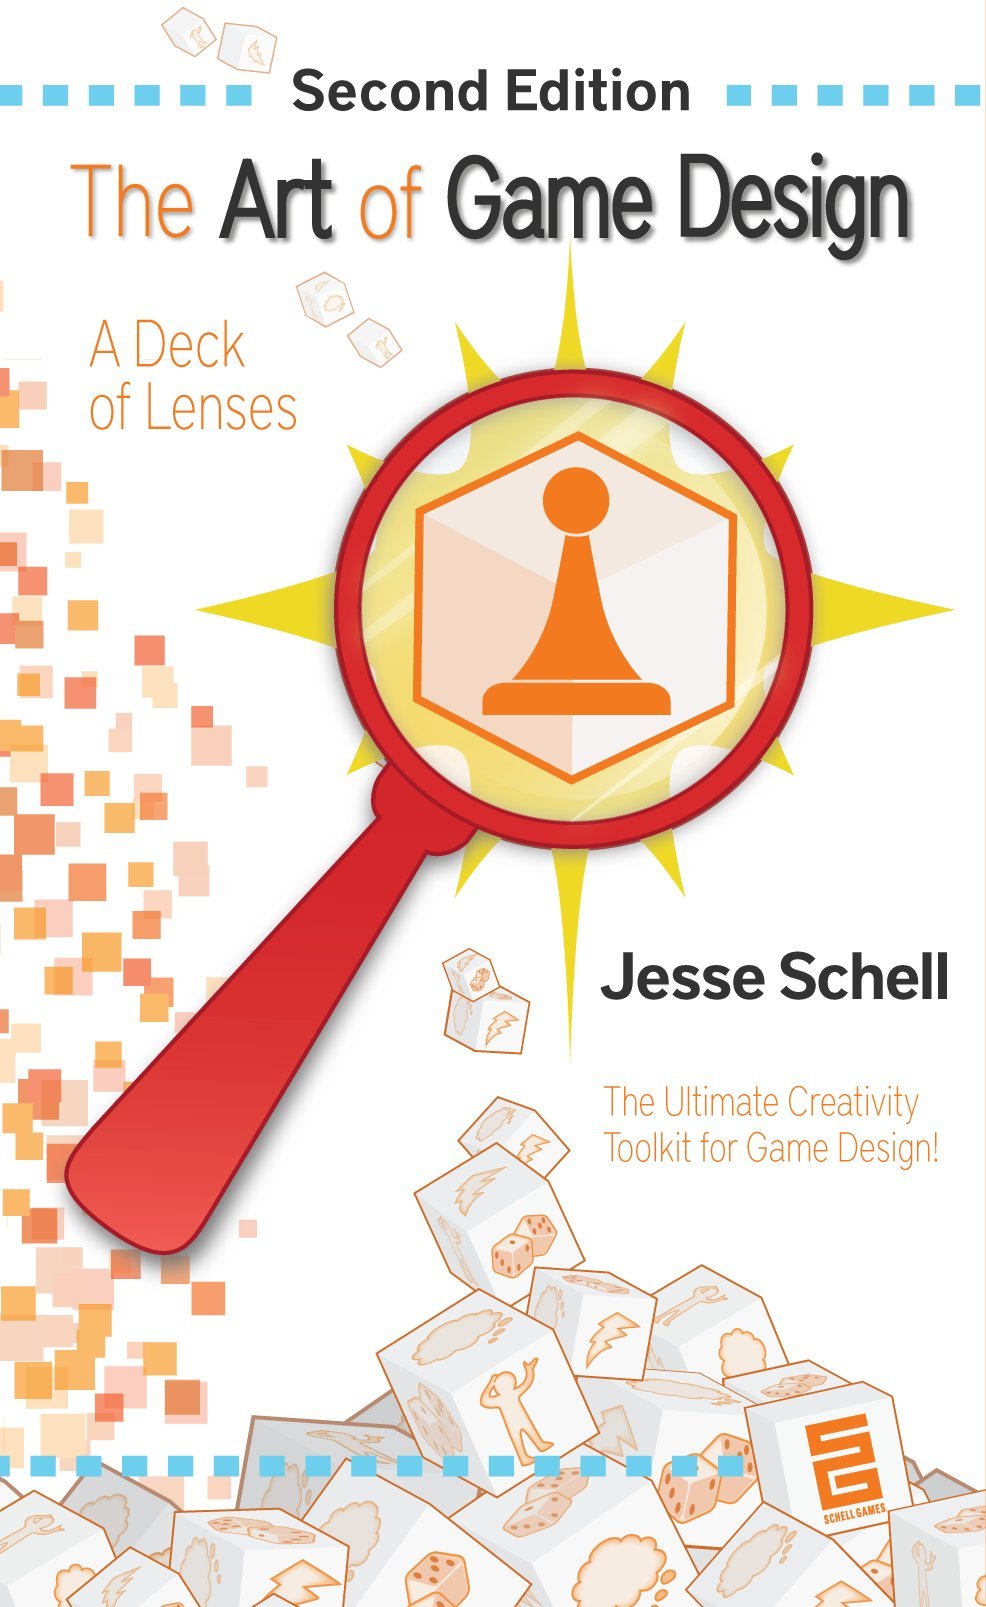 Second Edition
The Art of Game Design
A Deck
of Lenses
Jesse Schell
The Ultimate Creativity
Toolkit for Game Design!
SG
SCHELL GAMES